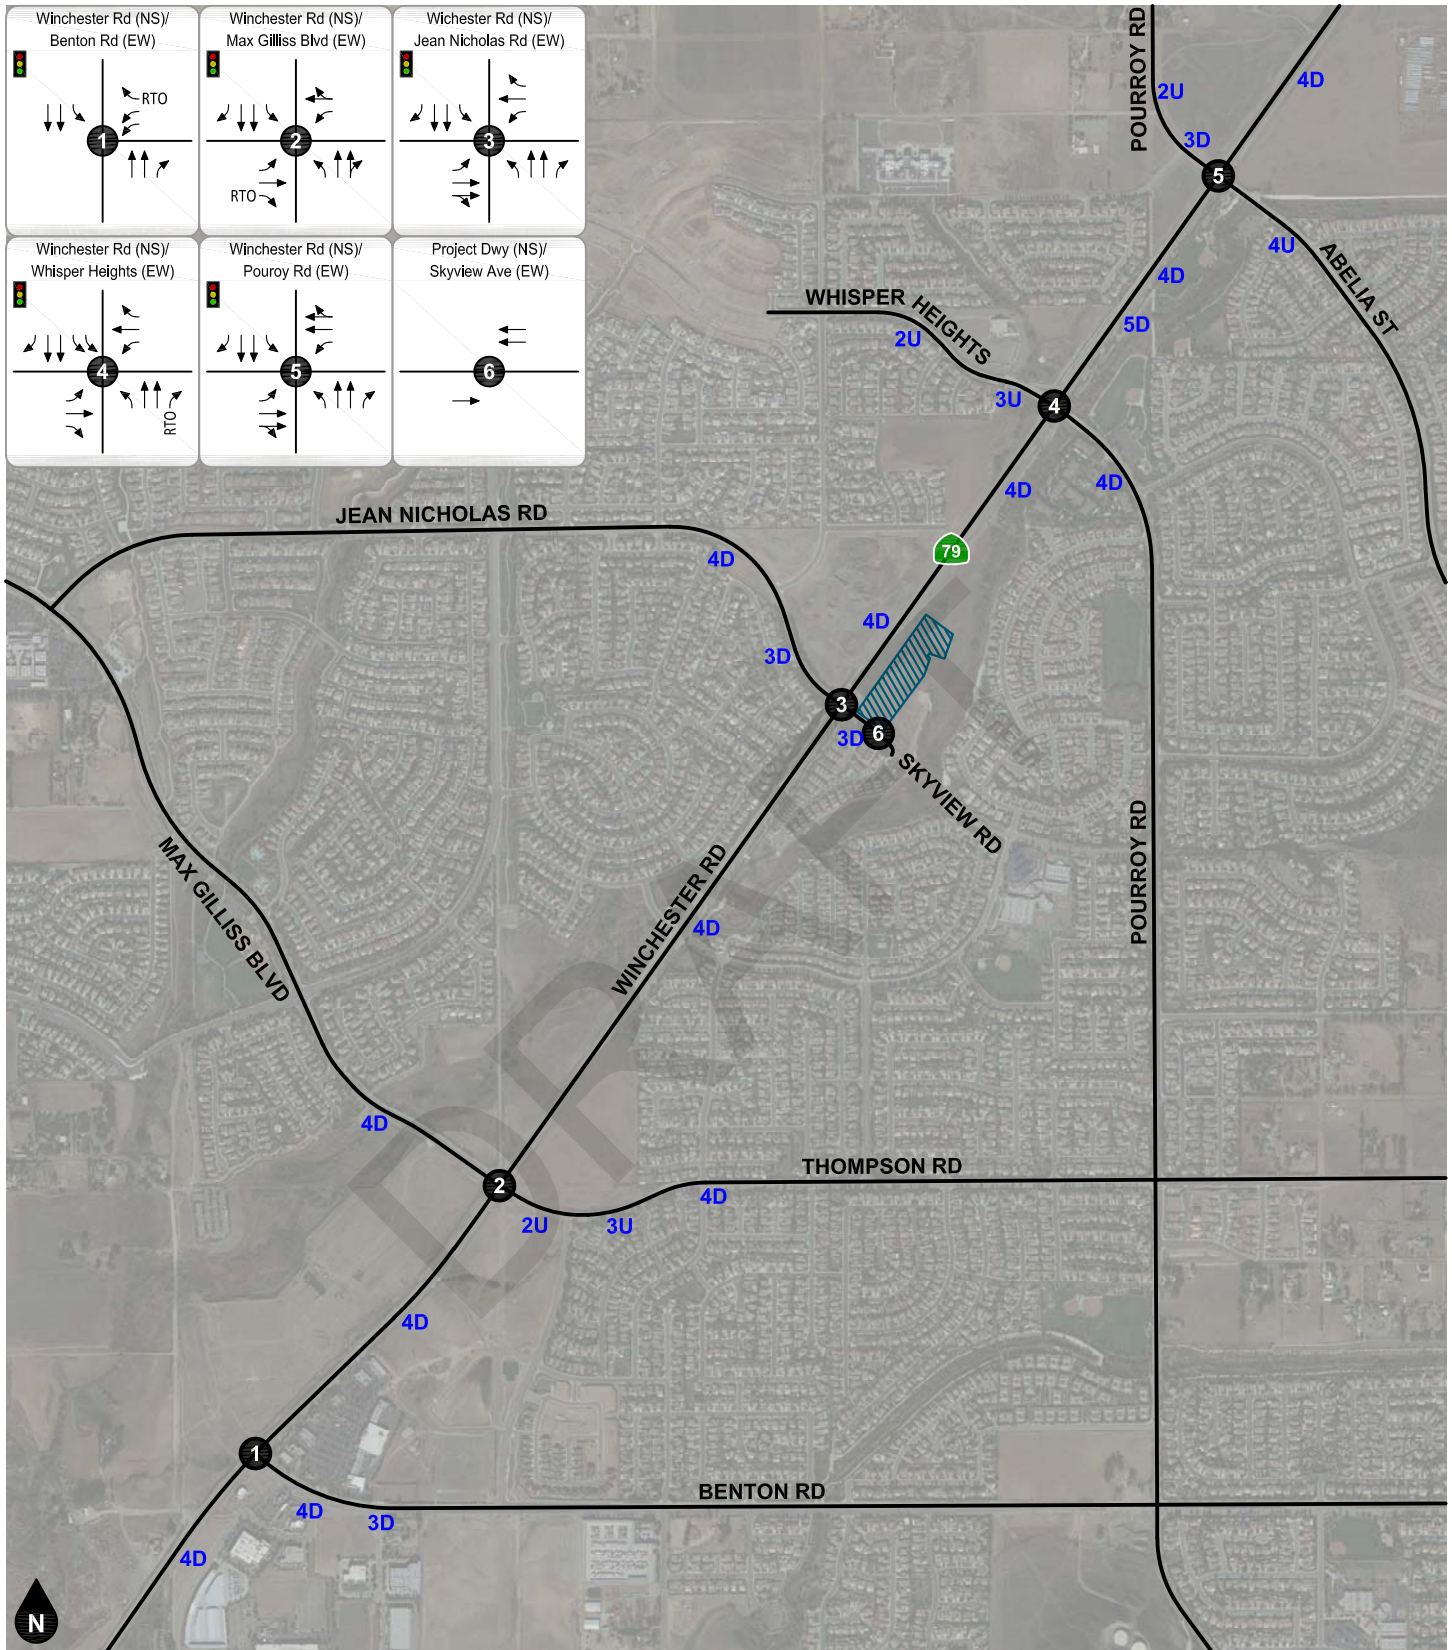 Winchester Rd (NS)/
Benton Rd (EW)
RTO
1
Winchester Rd (NS)/
Max Gilliss Blvd (EW)
2
RTO
Wichester Rd (NS)/
Jean Nicholas Rd (EW)
3
Winchester Rd (NS)/
Whisper Heights (EW)
4
RTO
Winchester Rd (NS)/
Pouroy Rd (EW)
5
Project Dwy (NS)/
Skyview Ave (EW)
6
POURROY RD
2U
4D
3D
5
4U
ABELIA ST
4D
WHISPER HEIGHTS
5D
2U
3U
4
4D
4D
JEAN NICHOLAS RD
4D
79
4D
3D
3
3D
6
SKYVIEW RD
POURROY RD
MAX GILLISS BLVD
WINCHESTER RD
4D
DRAFT
4D
THOMPSON RD
2
4D
2U
3U
4D
1
BENTON RD
4D
3D
4D
N